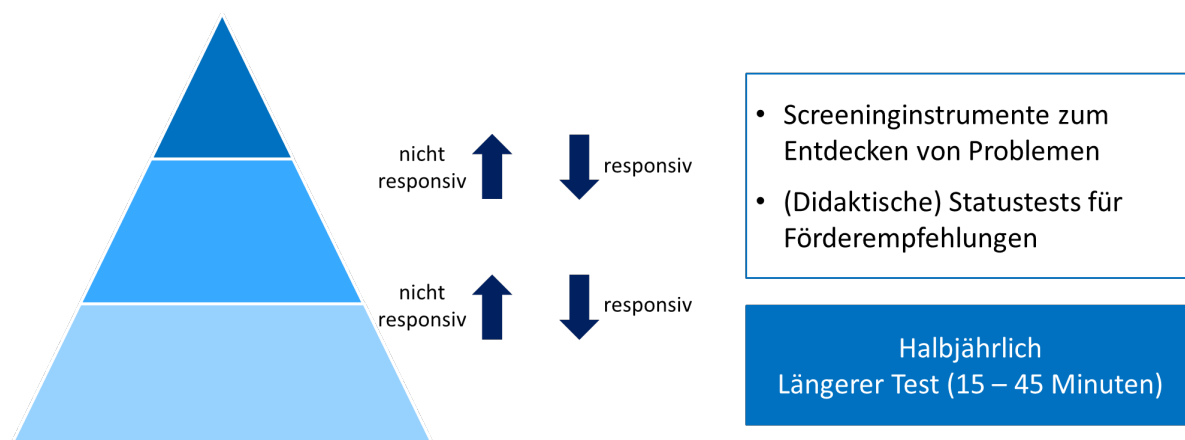 nicht
responsiv
responsiv
• Screeninginstrumente zum
Entdecken von Problemen
• (Didaktische) Statustests für
Förderempfehlungen
nicht
responsiv
responsiv
Halbjährlich
Längerer Test (15 – 45 Minuten)